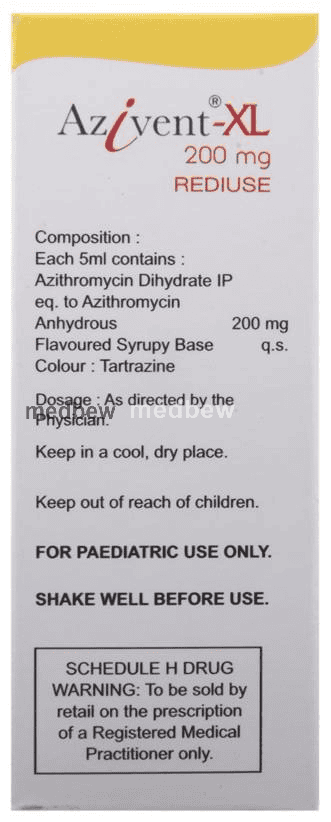 Azivent®-XL
200 mg
REDIUSE
Composition :
Each 5ml contains :
Azithromycin Dihydrate IP
eq. to Azithromycin
Anhydrous 200 mg
Flavoured Syrupy Base q.s.
Colour : Tartrazine
Dosage : As directed by the
medbew medbew
Physician.
Keep in a cool, dry place.
Keep out of reach of children.
FOR PAEDIATRIC USE ONLY.
SHAKE WELL BEFORE USE.
SCHEDULE H DRUG
WARNING: To be sold by
retail on the prescription
of a Registered Medical
Practitioner only.